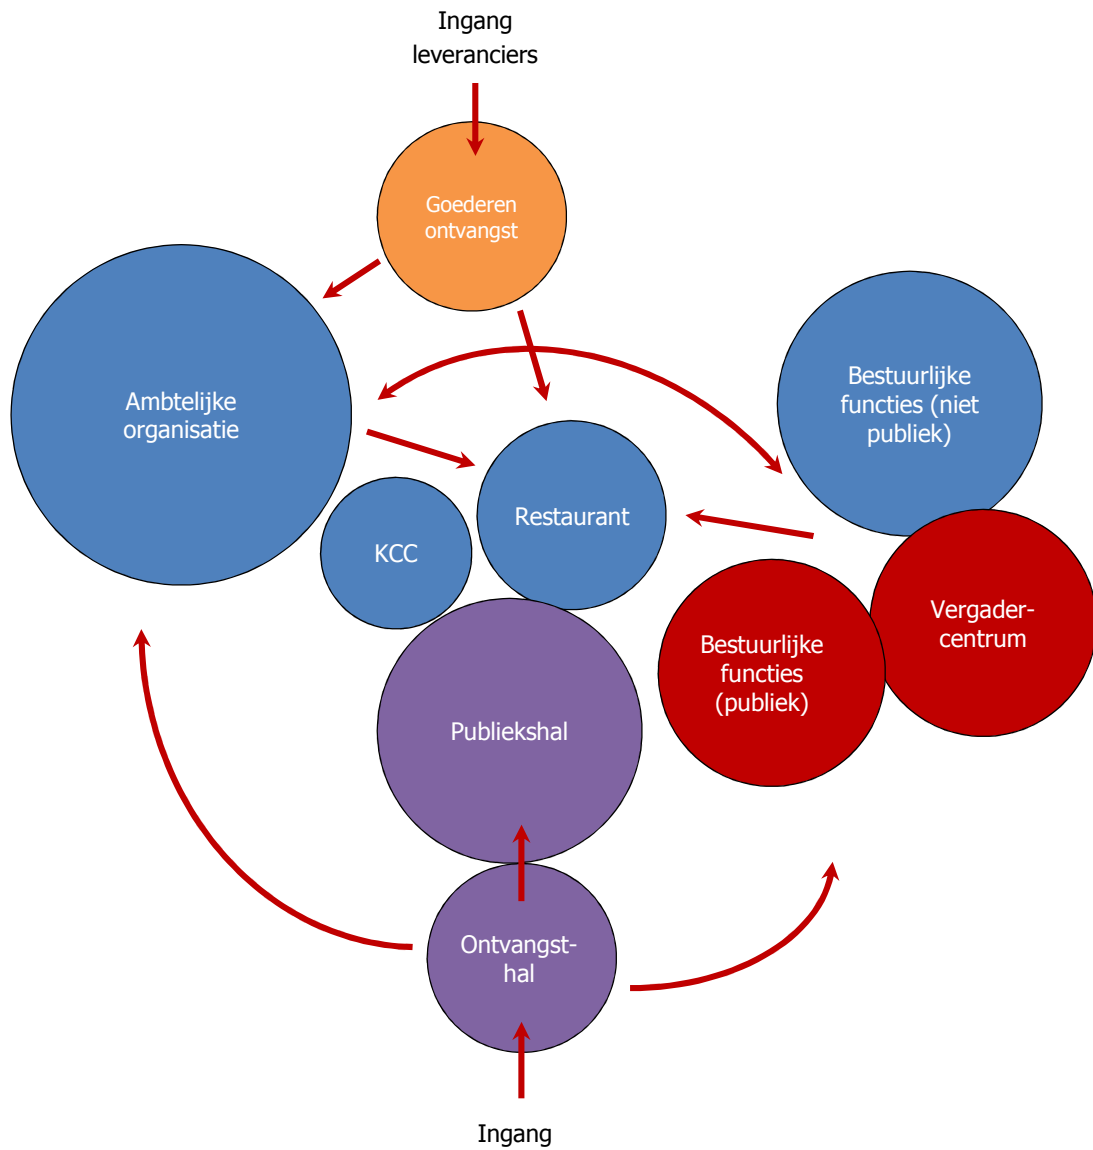 Ingang
leveranciers
Goederen
ontvangst
Ambtelijke
organisatie
Bestuurlijke
functies (niet
publiek)
Restaurant
KCC
Vergader-
centrum
Bestuurlijke
functies
(publiek)
Publiekshal
Ontvangst-
hal
Ingang